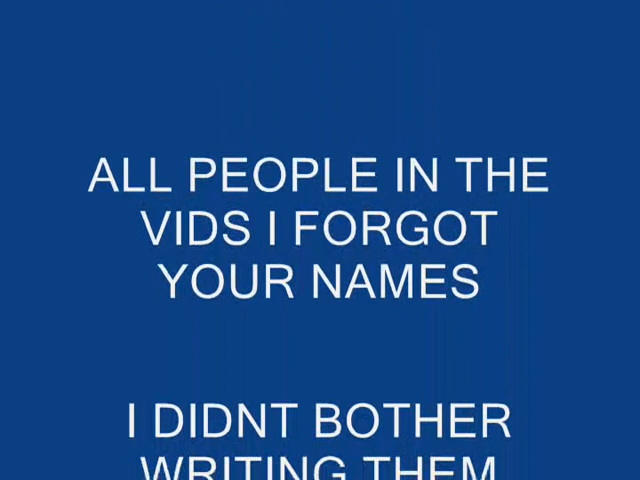 ALL PEOPLE IN THE
VIDS I FORGOT
YOUR NAMES
I DIDNT BOTHER
WRITING THEM